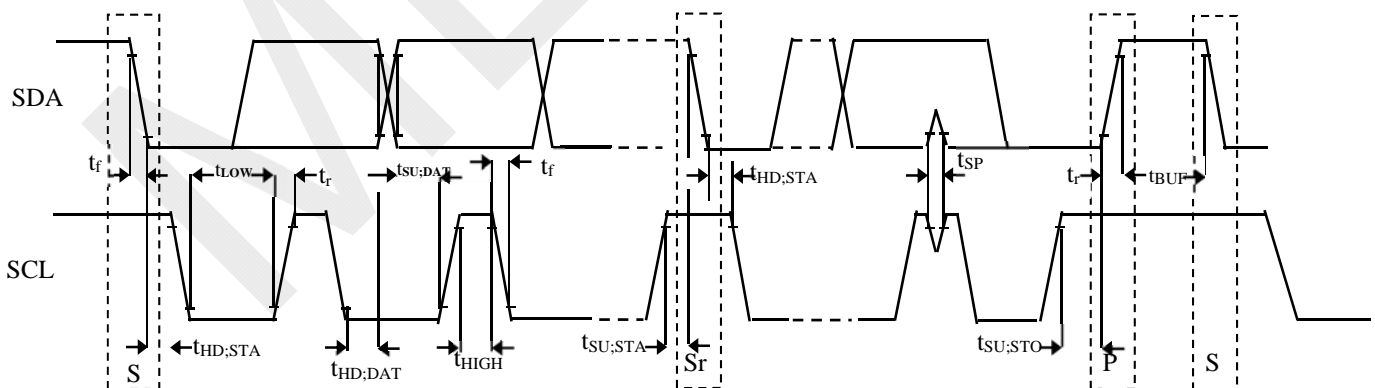 SDA
t_f t_LOW t_r t_SU;DAT t_f t_HD;STA t_SP t_r t_BUF
SCL
S t_HD;STA t_HD;DAT t_HIGH t_SU;STA Sr t_SU;STO P S